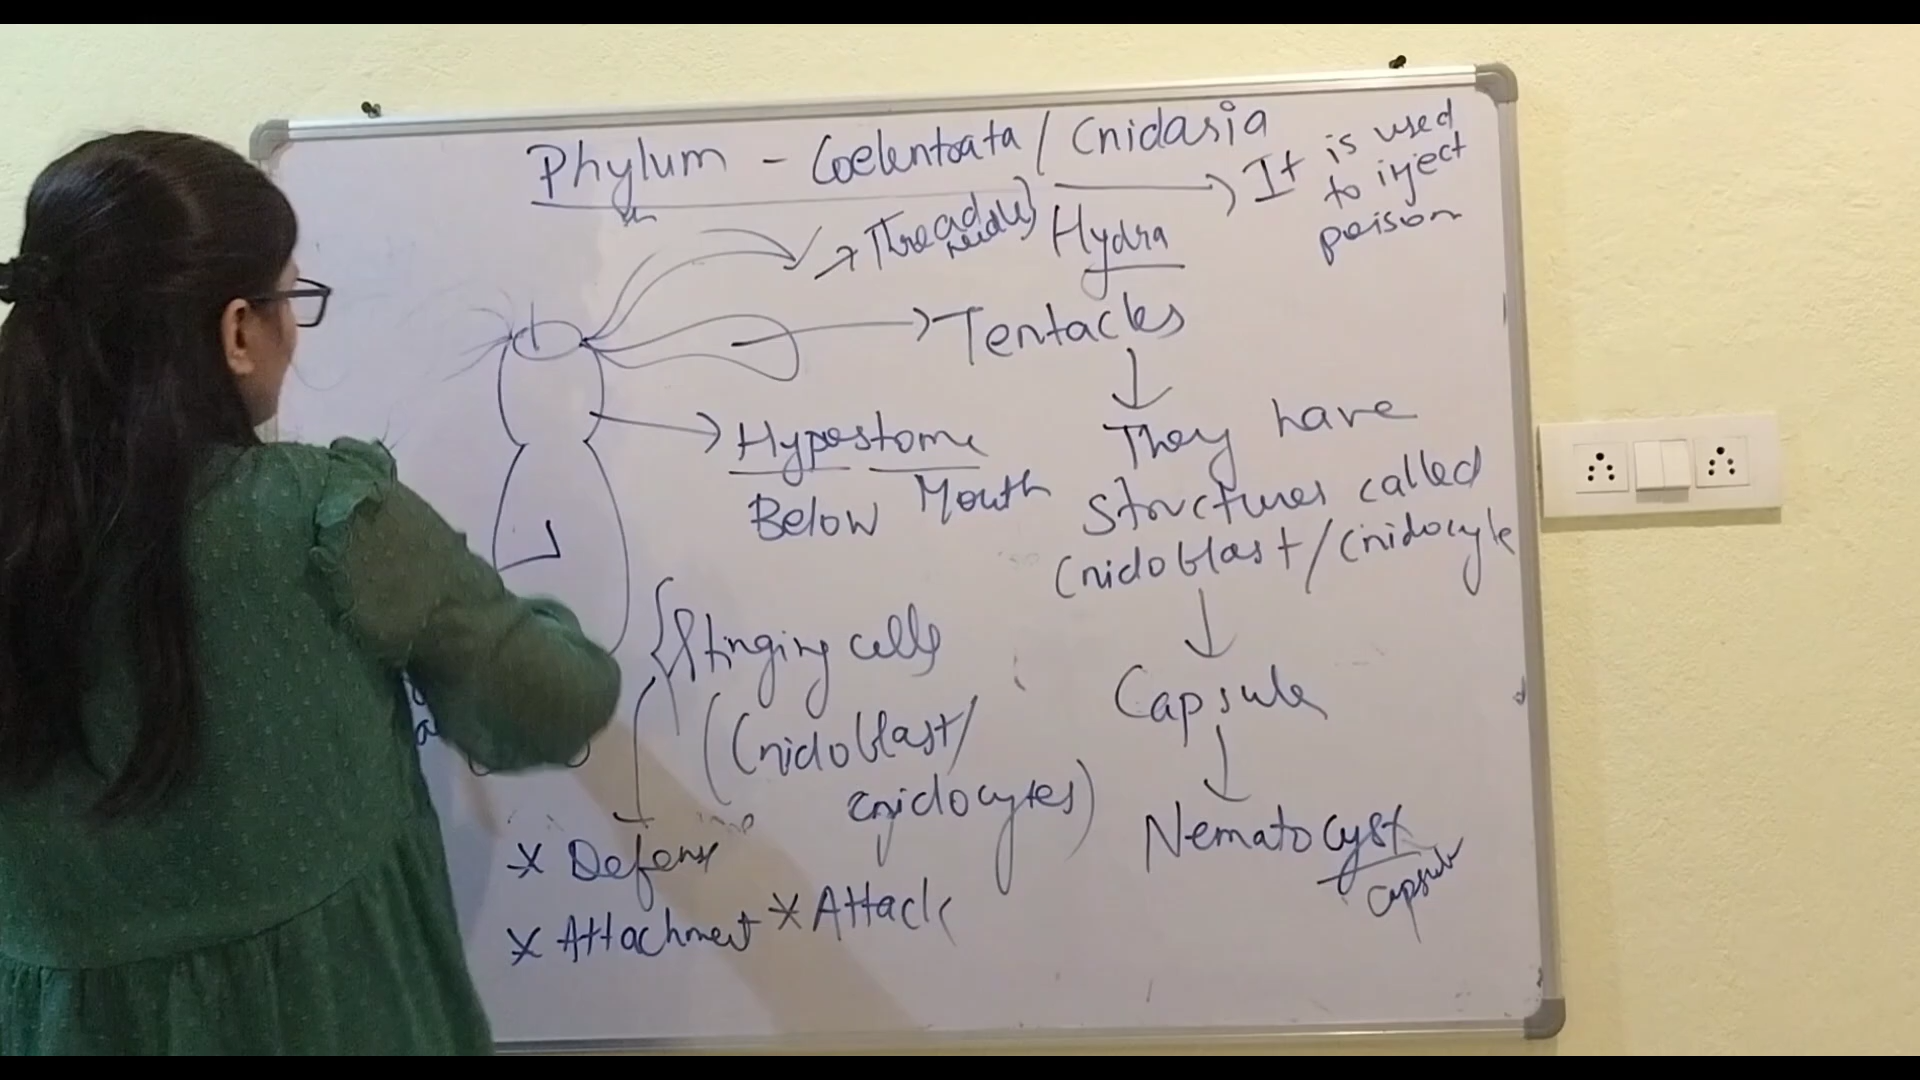 Phylum - Coelentrata / Cnidaria
→ Threadles
needle
Hydra
→ It is used
to inject
poison
Tentacles
They have
Structures called
Cnidoblast / Cnidocyte
Capsule
Nematocyst
Capsule
Hypostome
Below Mouth
Stinging cells
(Cnidoblast/
cnidocytes)
* Defense
* Attachment * Attack